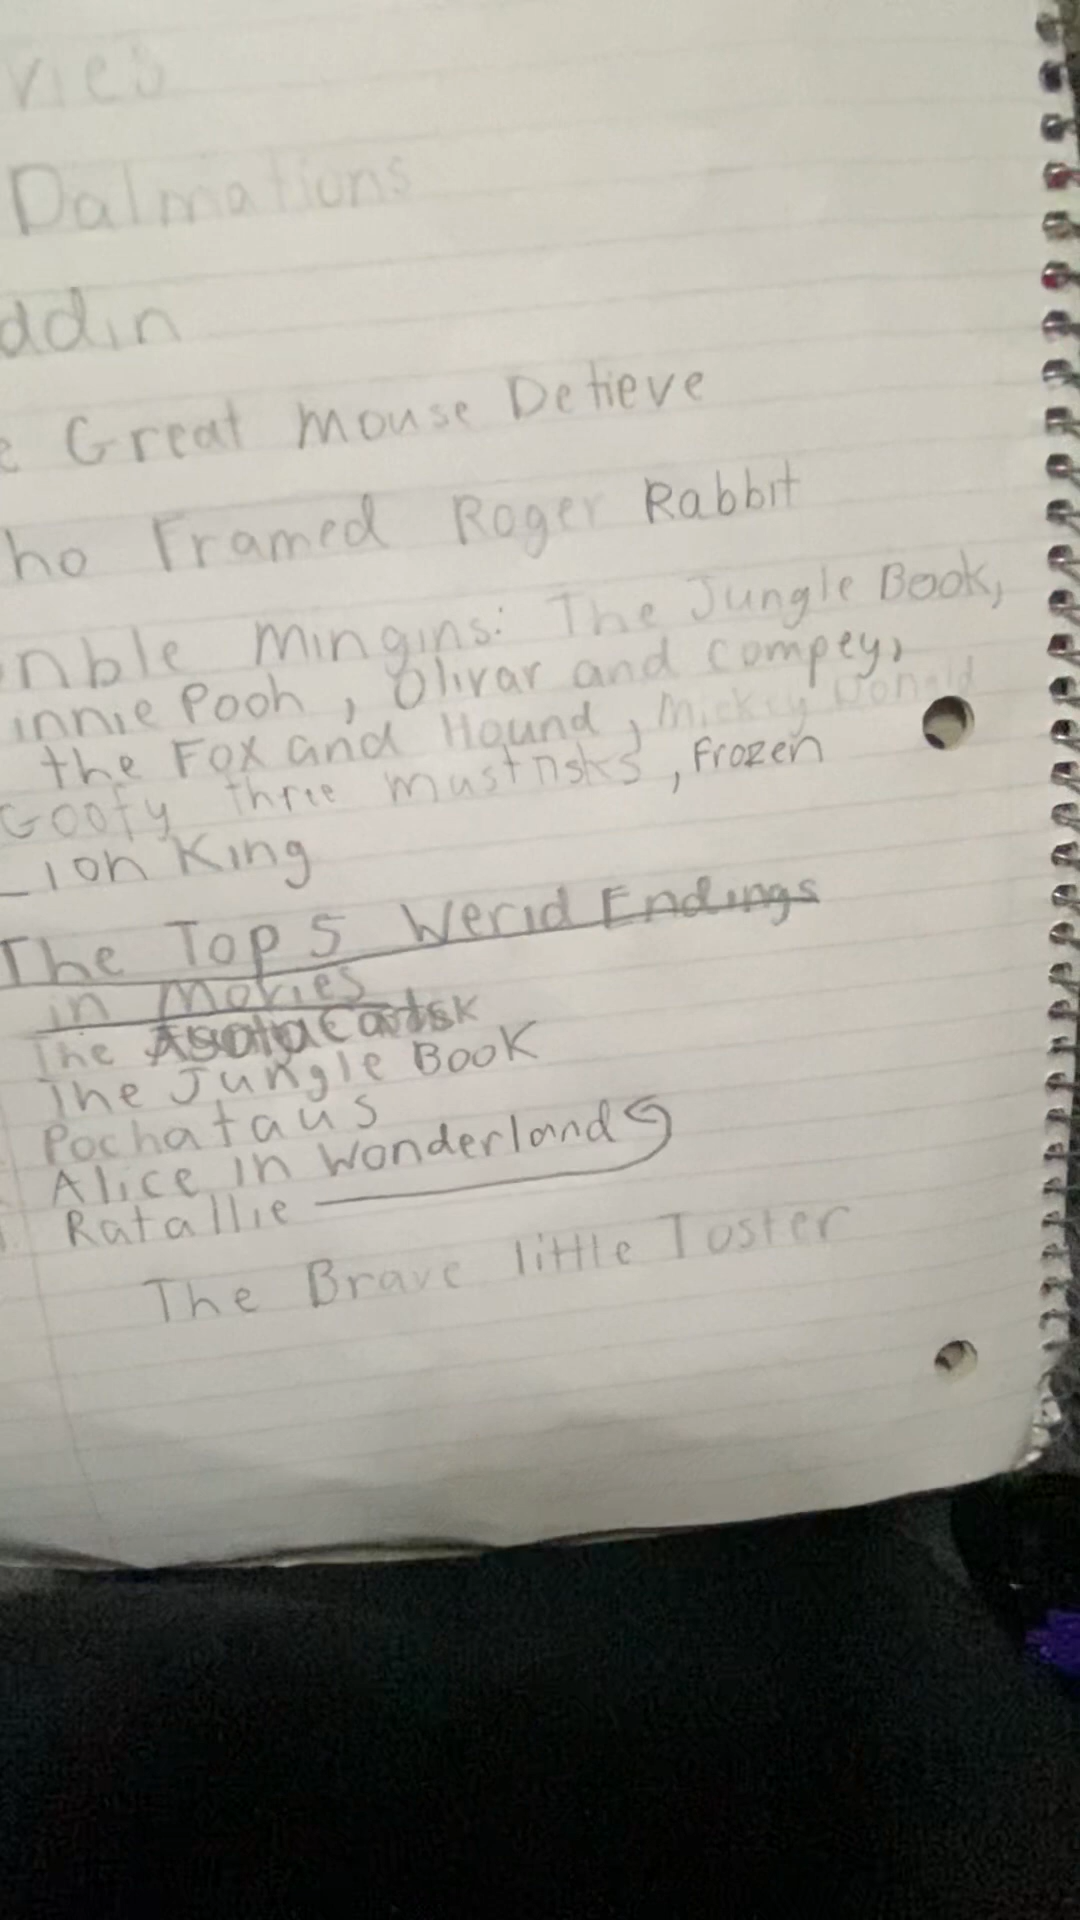 vies
Dalmations
ddin
e Great Mouse Detieve
ho Framed Roger Rabbit
nble Mingins: The Jungle Book,
innie Pooh, Olivar and Compey,
the Fox and Hound, Mickey Donald
Goofy three mustrisks, Frozen
Lion King
The Top 5 Werid Endings
in Movies
The
The Jungle Book
Pochataus
Alice in Wonderland
Ratallie
The Brave little Toster